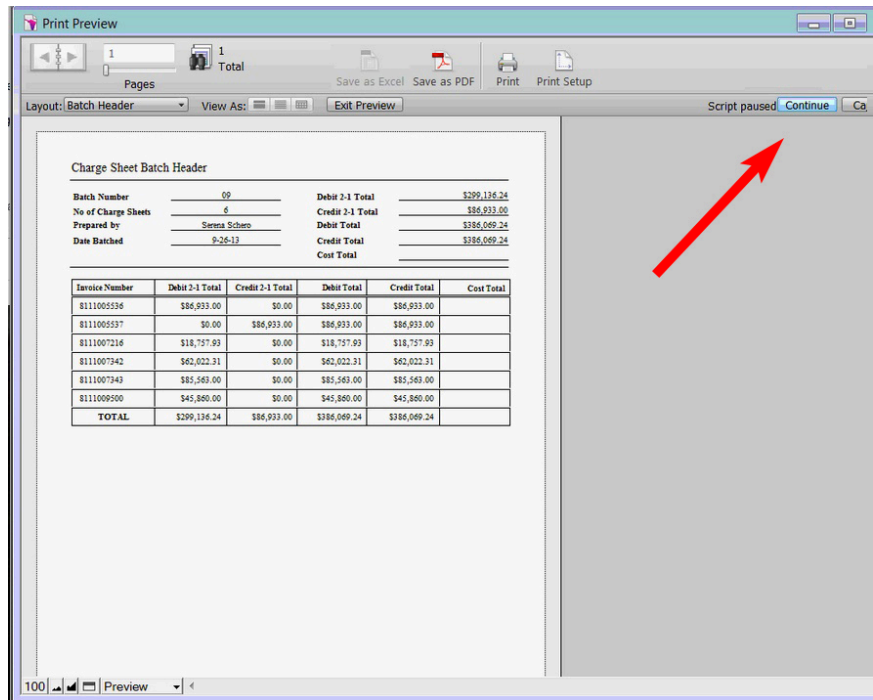 Print Preview
1
1
Total
Pages
Save as Excel Save as PDF Print Print Setup
Layout: Batch Header View As: Exit Preview Script paused Continue Ca
Charge Sheet Batch Header
Batch Number 09 Debit 2-1 Total $299,136.24
No of Charge Sheets 6 Credit 2-1 Total $86,933.00
Prepared by Serena Schero Debit Total $386,069.24
Date Batched 9-26-13 Credit Total $386,069.24
Cost Total
Invoice Number Debit 2-1 Total Credit 2-1 Total Debit Total Credit Total Cost Total
8111005536 $86,933.00 $0.00 $86,933.00 $86,933.00
8111005537 $0.00 $86,933.00 $86,933.00 $86,933.00
8111007216 $18,757.93 $0.00 $18,757.93 $18,757.93
8111007342 $62,022.31 $0.00 $62,022.31 $62,022.31
8111007343 $85,563.00 $0.00 $85,563.00 $85,563.00
8111009500 $45,860.00 $0.00 $45,860.00 $45,860.00
TOTAL $299,136.24 $86,933.00 $386,069.24 $386,069.24
100 Preview